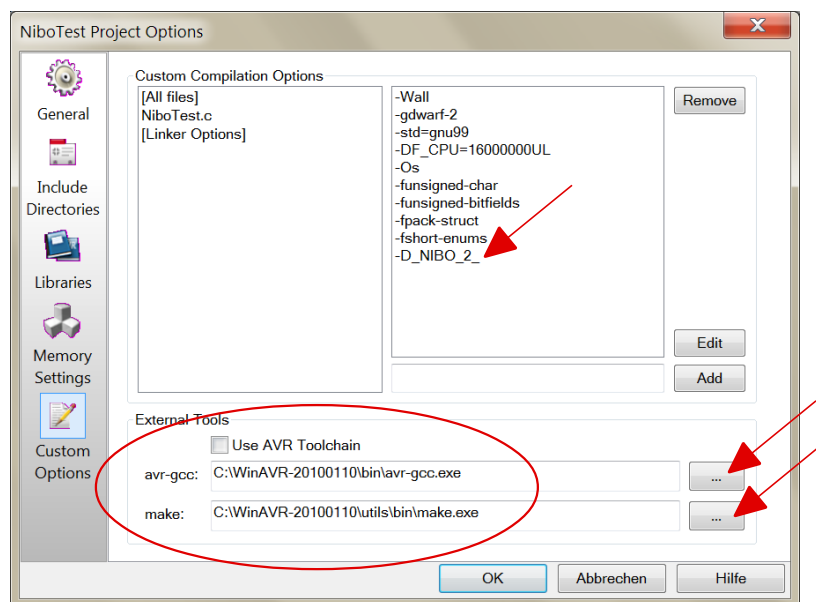 NiboTest Project Options
X
General
Include
Directories
Libraries
Memory
Settings
Custom
Options
Custom Compilation Options
[All files]
NiboTest.c
[Linker Options]
-Wall
-gdwarf-2
-std=gnu99
-DF_CPU=16000000UL
-Os
-funsigned-char
-funsigned-bitfields
-fpack-struct
-fshort-enums
-D_NIBO_2_
Remove
Edit
Add
External Tools
Use AVR Toolchain
avr-gcc: C:\WinAVR-20100110\bin\avr-gcc.exe ...
make: C:\WinAVR-20100110\utils\bin\make.exe ...
OK Abbrechen Hilfe